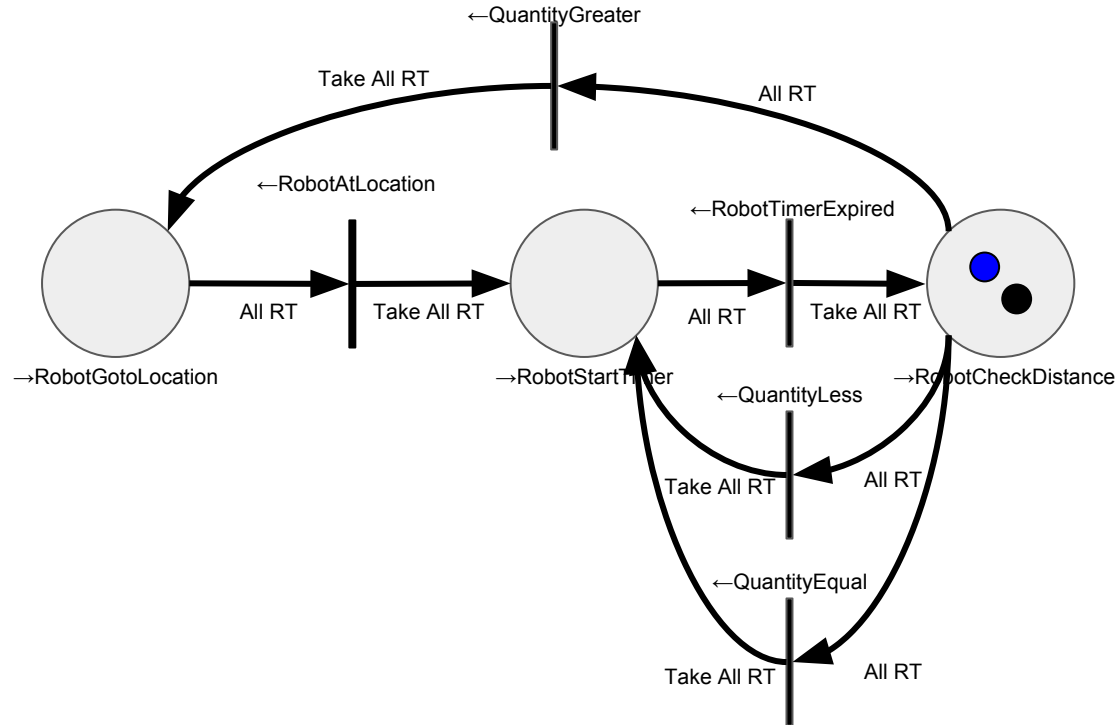 ←QuantityGreater
Take All RT
All RT
←RobotAtLocation
←RobotTimerExpired
All RT
Take All RT
All RT
Take All RT
→RobotGotoLocation
→RobotStartTimer
→RobotCheckDistance
←QuantityLess
Take All RT
All RT
←QuantityEqual
Take All RT
All RT